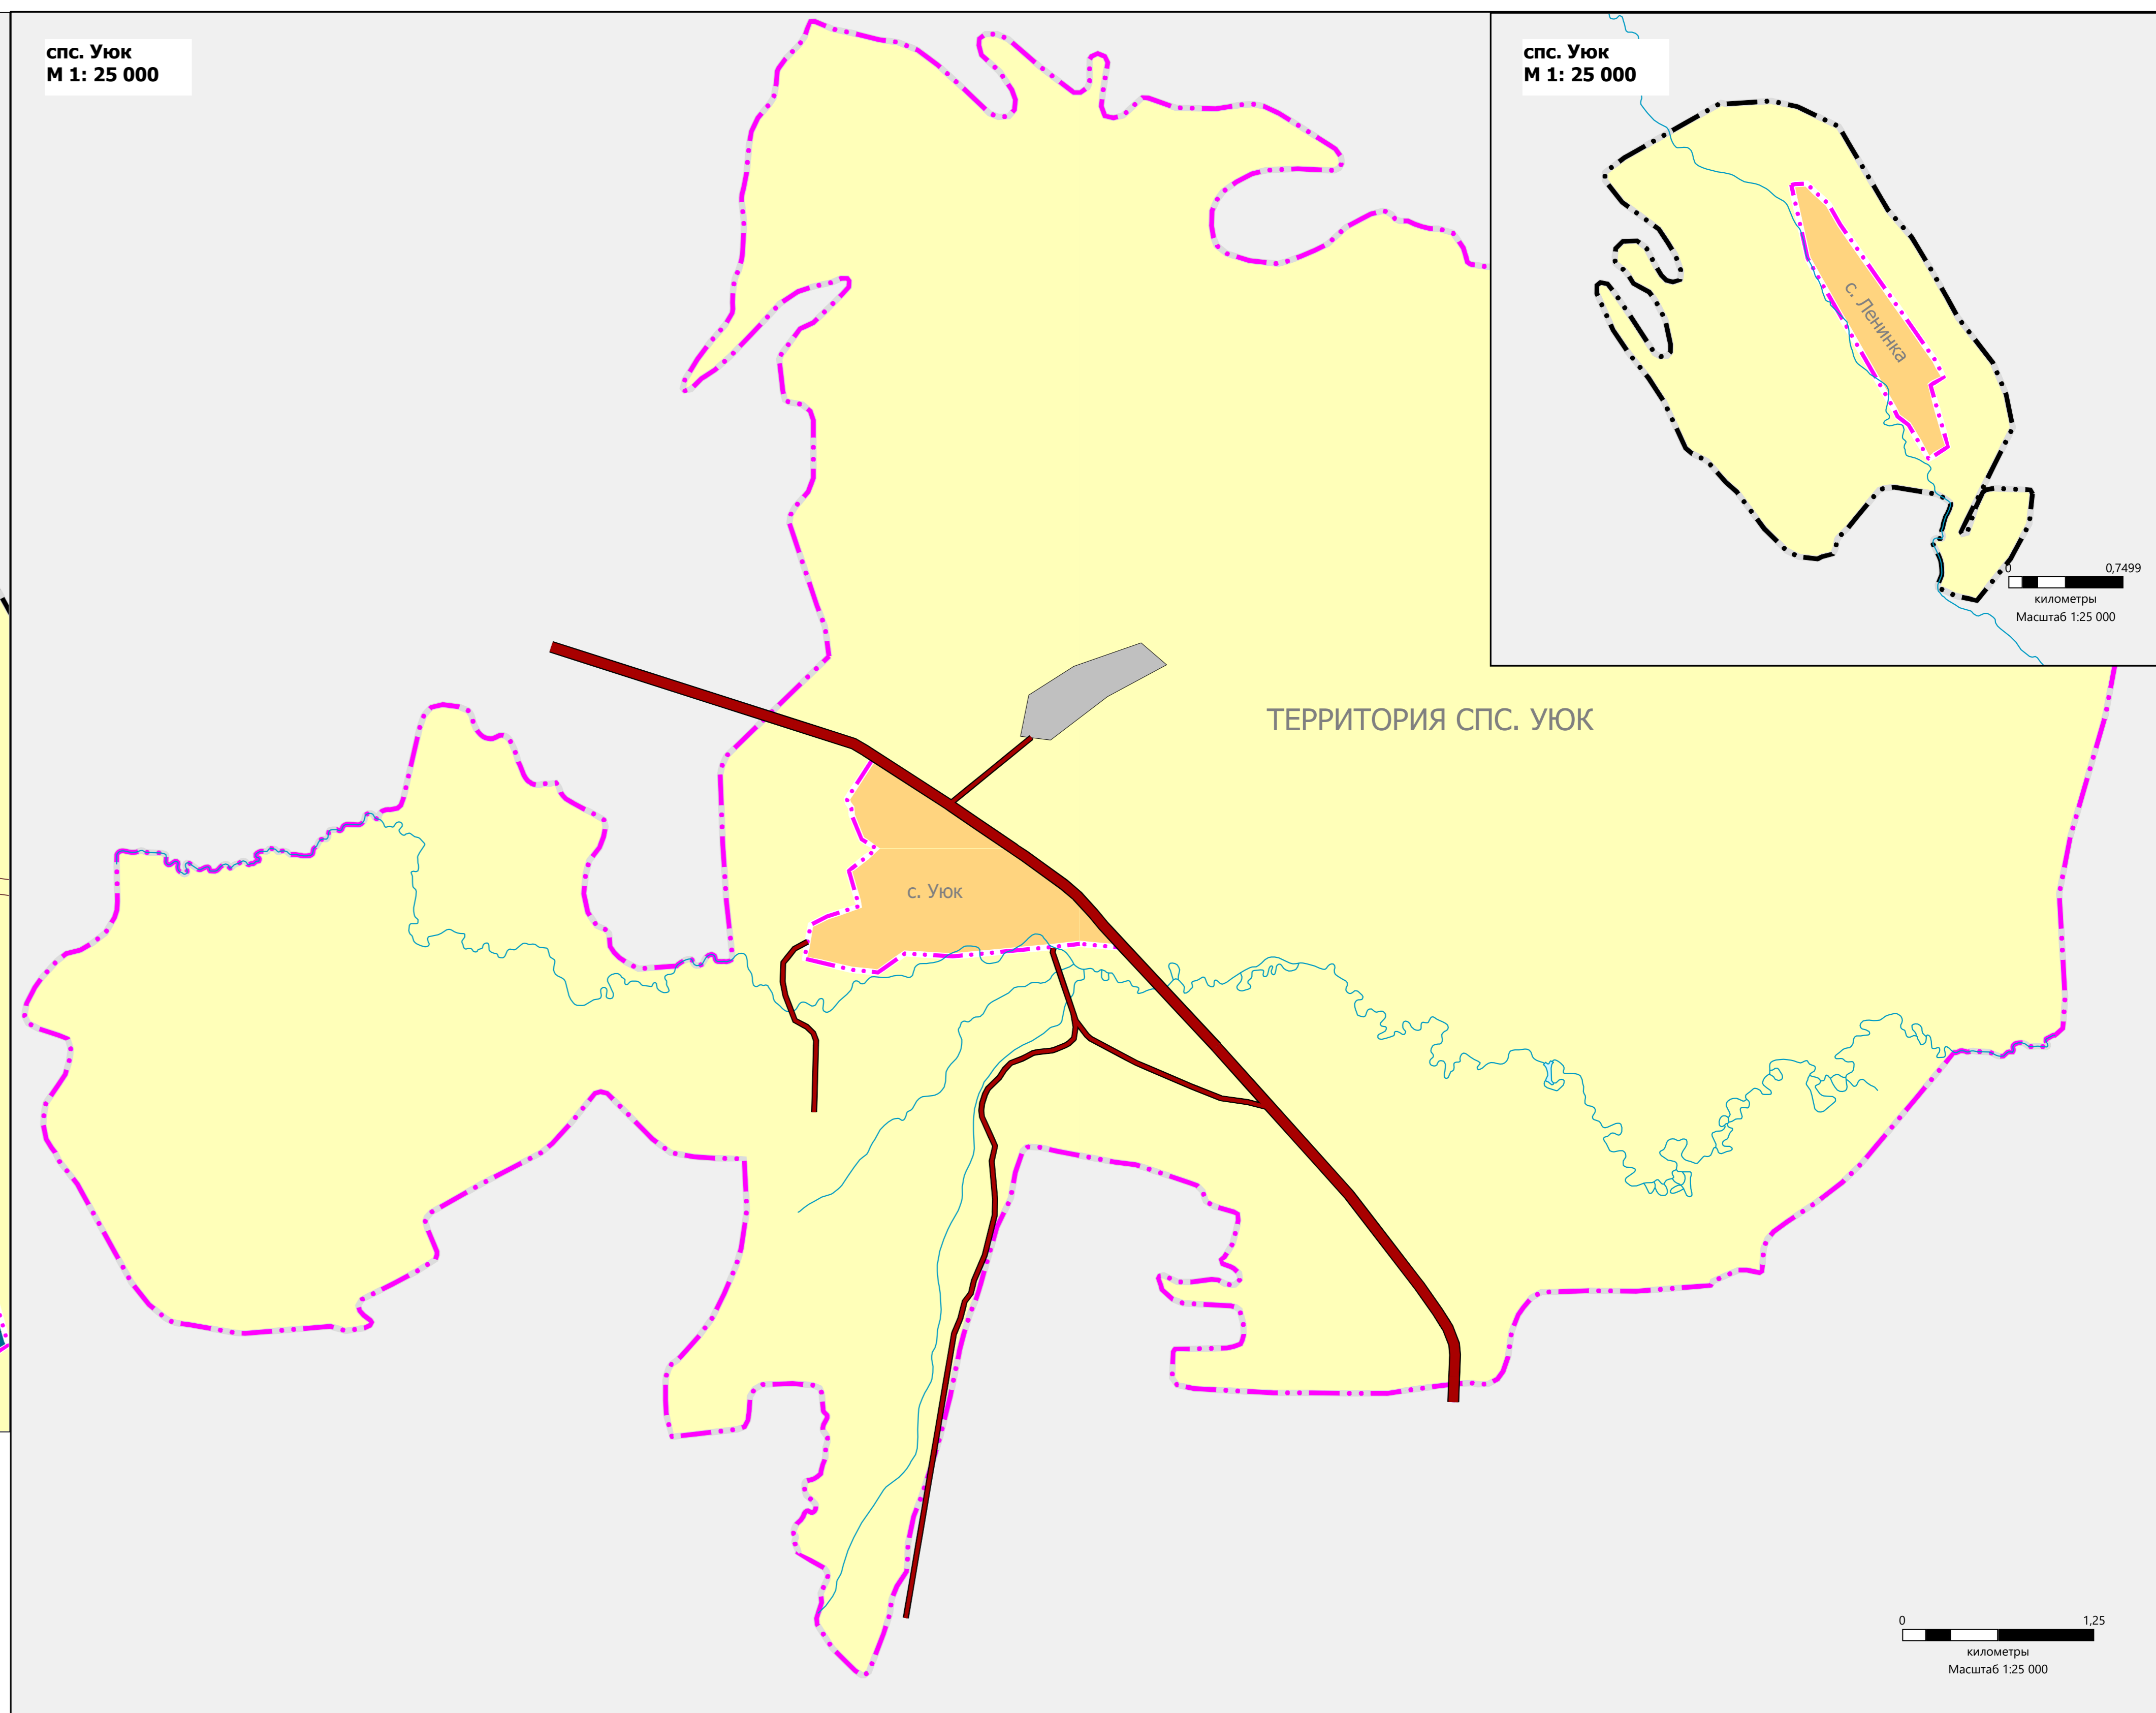 спс. Уюк
М 1: 25 000
спс. Уюк
М 1: 25 000
с. Ленинка
0 0,7499
километры
Масштаб 1:25 000
ТЕРРИТОРИЯ СПС. УЮК
с. Уюк
0 1,25
километры
Масштаб 1:25 000